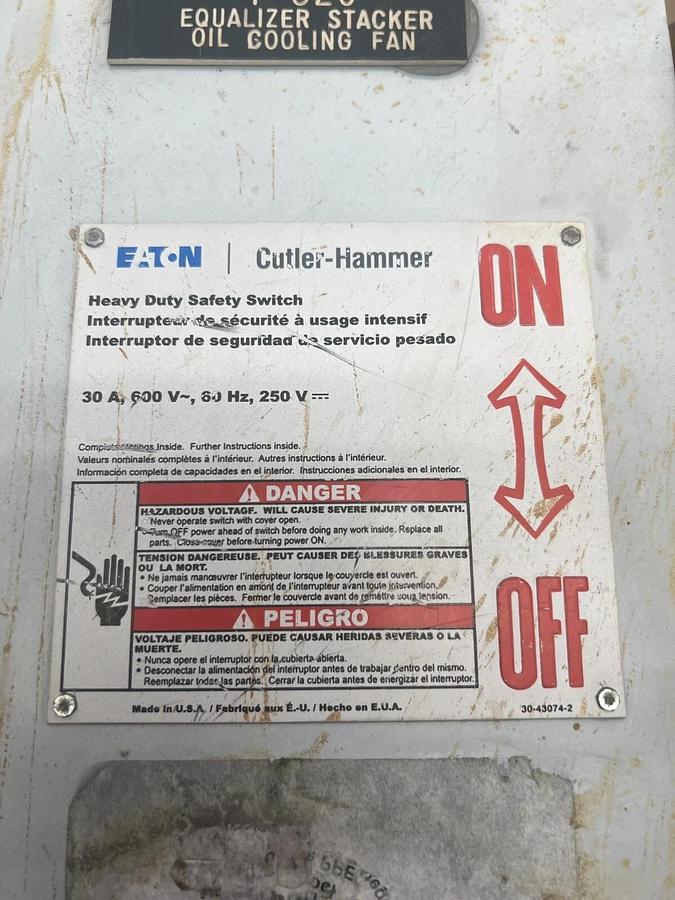 EQUALIZER STACKER
OIL COOLING FAN
EATON | Cutler-Hammer
ON
Heavy Duty Safety Switch
Interrupteur de sécurité à usage intensif
Interruptor de seguridad de servicio pesado
30 A, 600 V~, 60 Hz, 250 V ⎓
Complete Ratings Inside. Further Instructions inside.
Valeurs nominales complètes à l'intérieur. Autres instructions à l'intérieur.
Información completa de capacidades en el interior. Instrucciones adicionales en el interior.
DANGER
HAZARDOUS VOLTAGE. WILL CAUSE SEVERE INJURY OR DEATH.
Never operate switch with cover open.
Turn OFF power ahead of switch before doing any work inside. Replace all
parts. Close cover before turning power ON.
TENSION DANGEREUSE. PEUT CAUSER DES BLESSURES GRAVES
OU LA MORT.
• Ne jamais manœuvrer l'interrupteur lorsque le couvercle est ouvert.
• Couper l'alimentation en amont de l'interrupteur avant toute intervention.
Remplacer les pièces. Fermer le couvercle avant de remettre sous tension.
PELIGRO
VOLTAJE PELIGROSO. PUEDE CAUSAR HERIDAS SEVERAS O LA
MUERTE.
• Nunca opere el interruptor con la cubierta abierta.
• Desconectar la alimentación del interruptor antes de trabajar dentro del mismo.
Reemplazar todas las partes. Cerrar la cubierta antes de energizar el interruptor.
OFF
Made in U.S.A. / Fabriqué aux É.-U. / Hecho en E.U.A.
30-43074-2